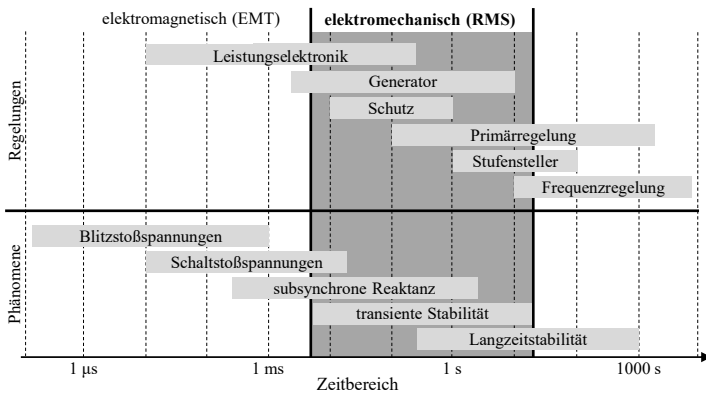 elektromagnetisch (EMT)
elektromechanisch (RMS)
Regelungen
Leistungselektronik
Generator
Schutz
Primärregelung
Stufensteller
Frequenzregelung
Phänomene
Blitzstoßspannungen
Schaltstoßspannungen
subsynchrone Reaktanz
transiente Stabilität
Langzeitstabilität
1 μs 1 ms 1 s 1000 s
Zeitbereich